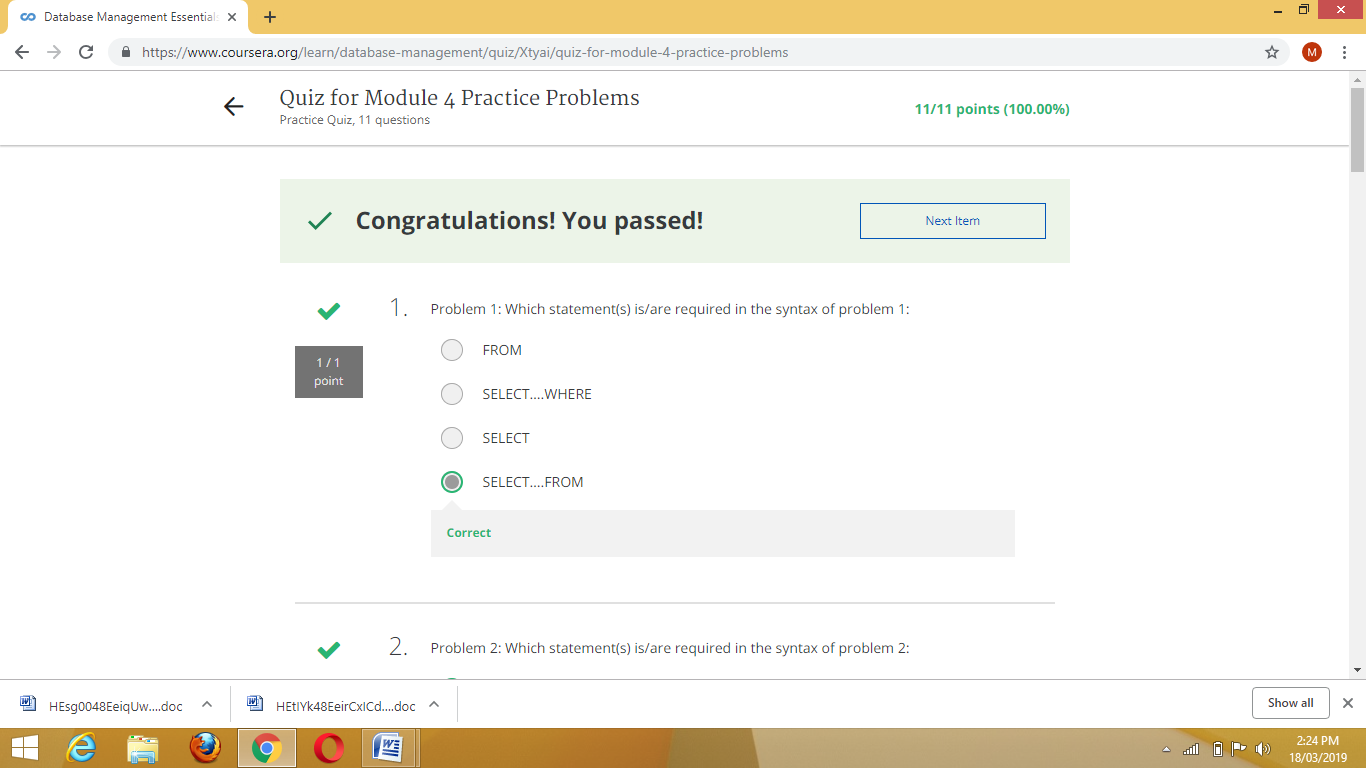 Database Management Essentials
https://www.coursera.org/learn/database-management/quiz/Xtyai/quiz-for-module-4-practice-problems
M
Quiz for Module 4 Practice Problems
Practice Quiz, 11 questions
11/11 points (100.00%)
Congratulations! You passed!
Next Item
1.
Problem 1: Which statement(s) is/are required in the syntax of problem 1:
1 / 1
point
FROM
SELECT....WHERE
SELECT
SELECT....FROM
Correct
2.
Problem 2: Which statement(s) is/are required in the syntax of problem 2:
HEsg0048EeiqUw....doc
HEtIYk48EeirCxICd....doc
Show all
2:24 PM
18/03/2019